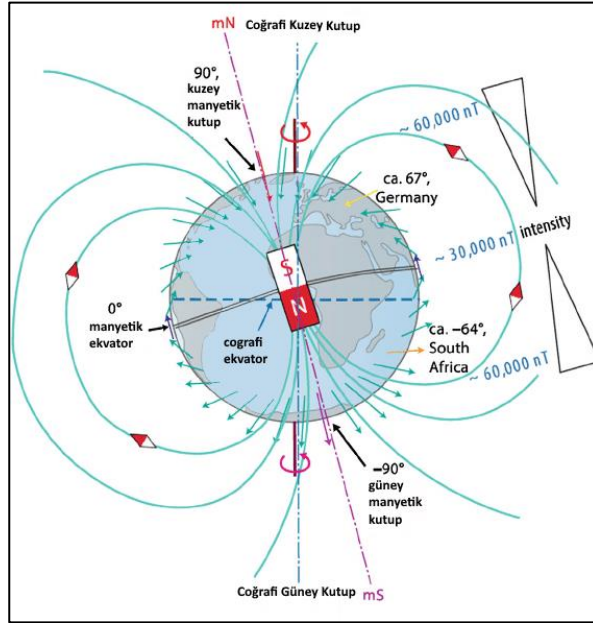 mN
Coğrafi Kuzey Kutup
90°,
kuzey
manyetik
kutup
~ 60,000 nT
ca. 67°,
Germany
~ 30,000 nT intensity
S
N
0°
manyetik
ekvator
cografi
ekvator
ca. −64°,
South
Africa
~ 60,000 nT
−90°
güney
manyetik
kutup
Coğrafi Güney Kutup
mS